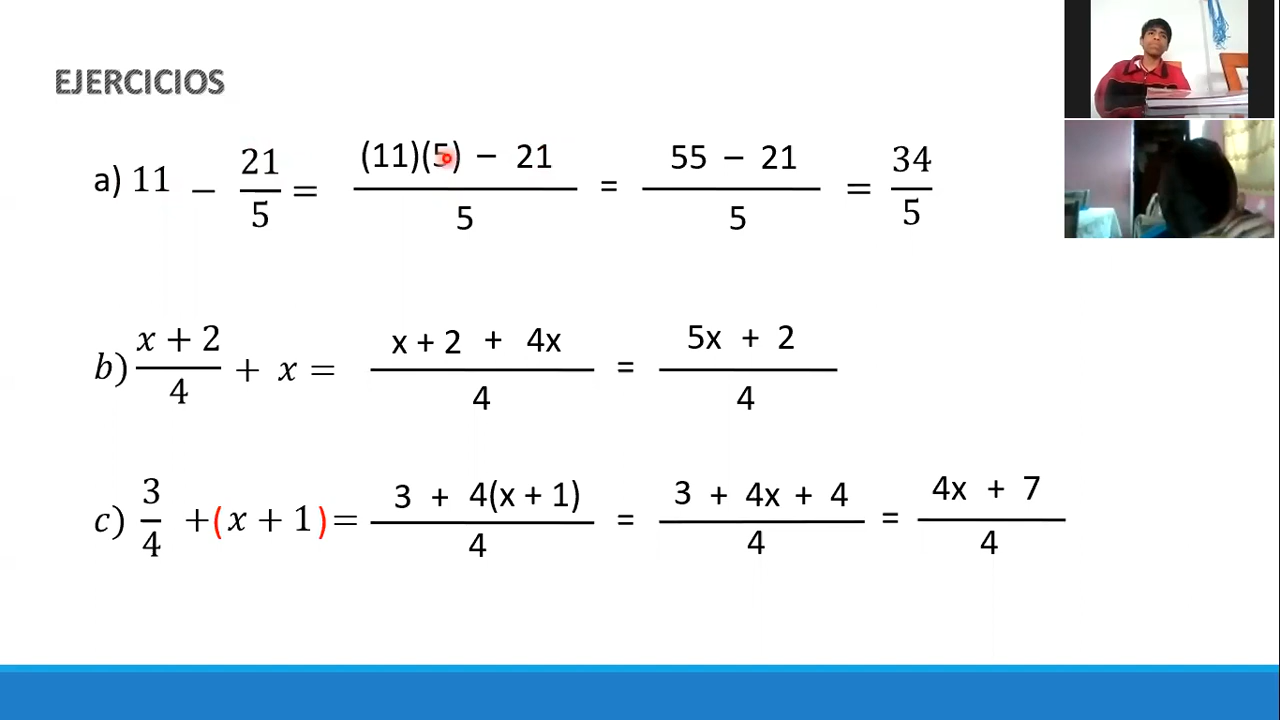 EJERCICIOS
a) 11 − 21/5 = (11)(5) − 21 / 5 = 55 − 21 / 5 = 34/5
b) x + 2 / 4 + x = x + 2 + 4x / 4 = 5x + 2 / 4
c) 3/4 + (x + 1) = 3 + 4(x + 1) / 4 = 3 + 4x + 4 / 4 = 4x + 7 / 4